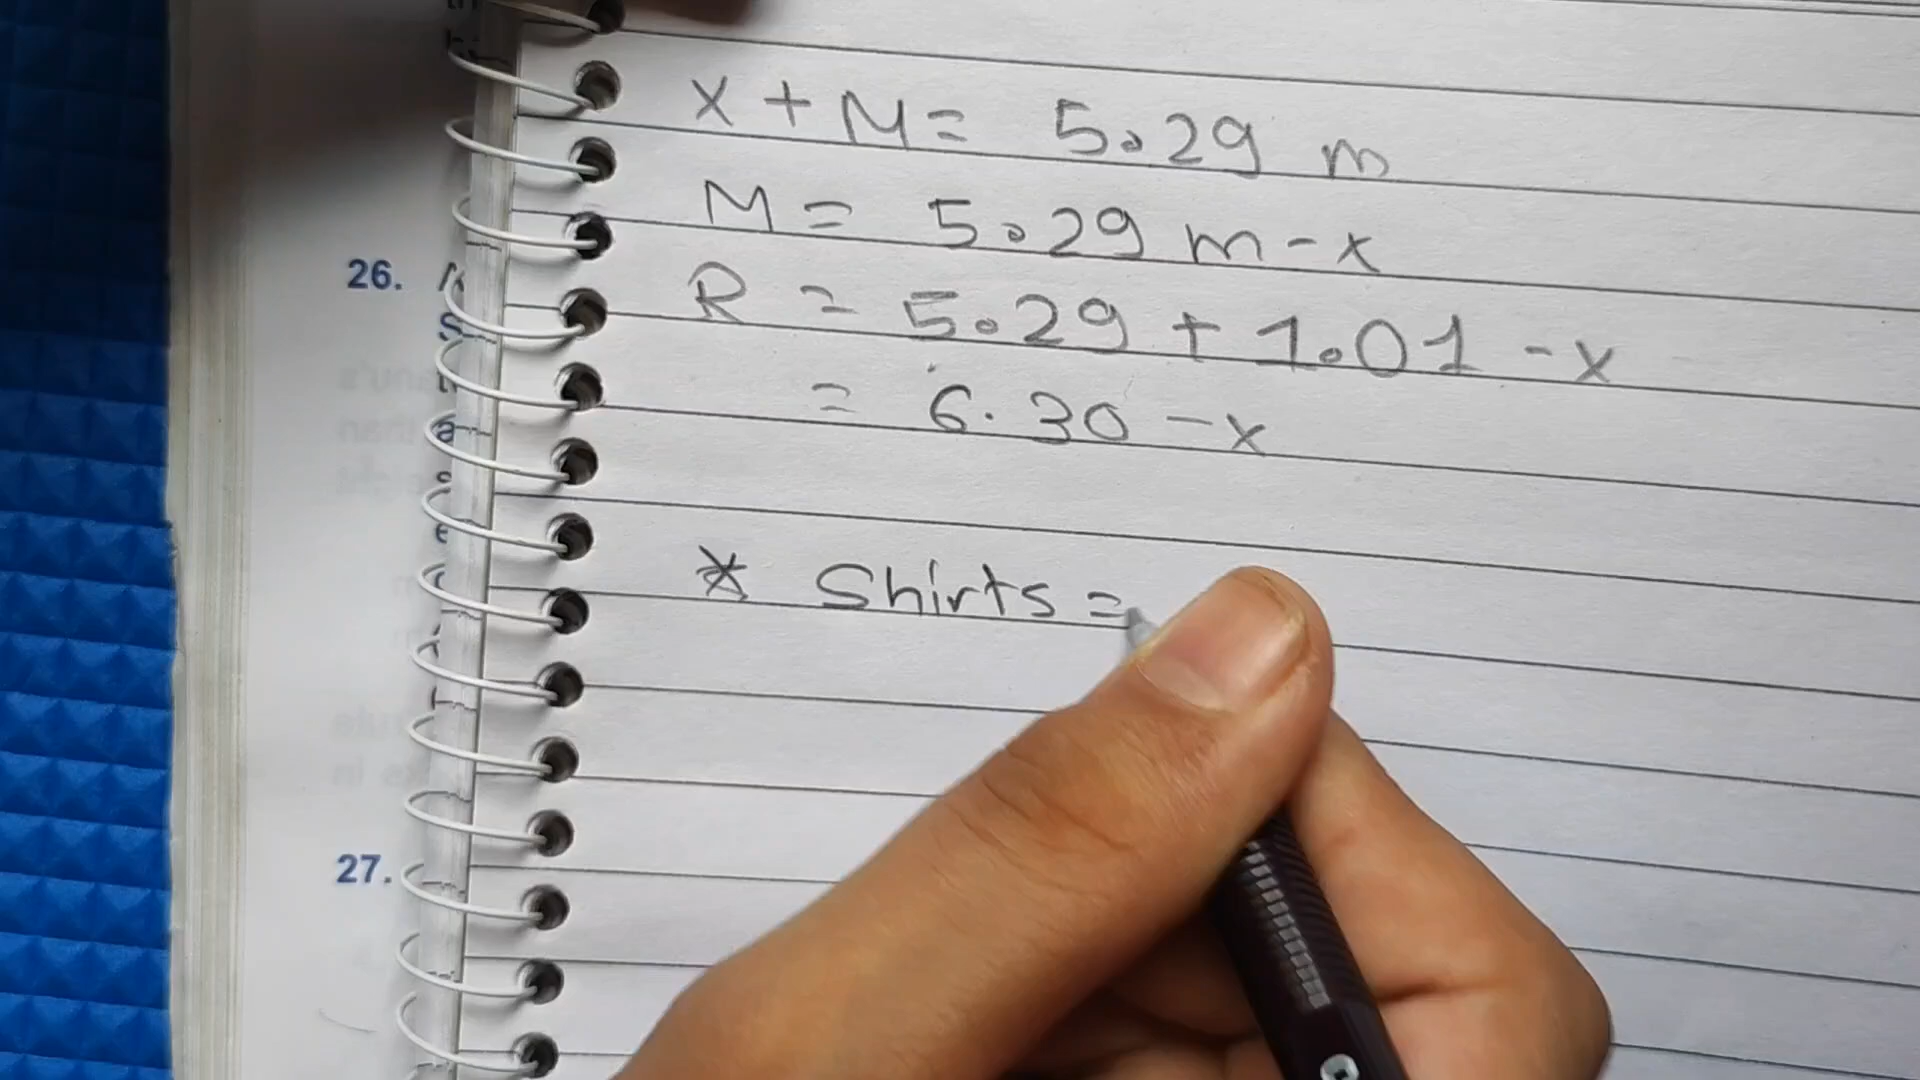 x + M = 5.29 m
M = 5.29 m - x
R = 5.29 + 1.01 - x
= 6.30 - x
* Shirts =
26.
27.